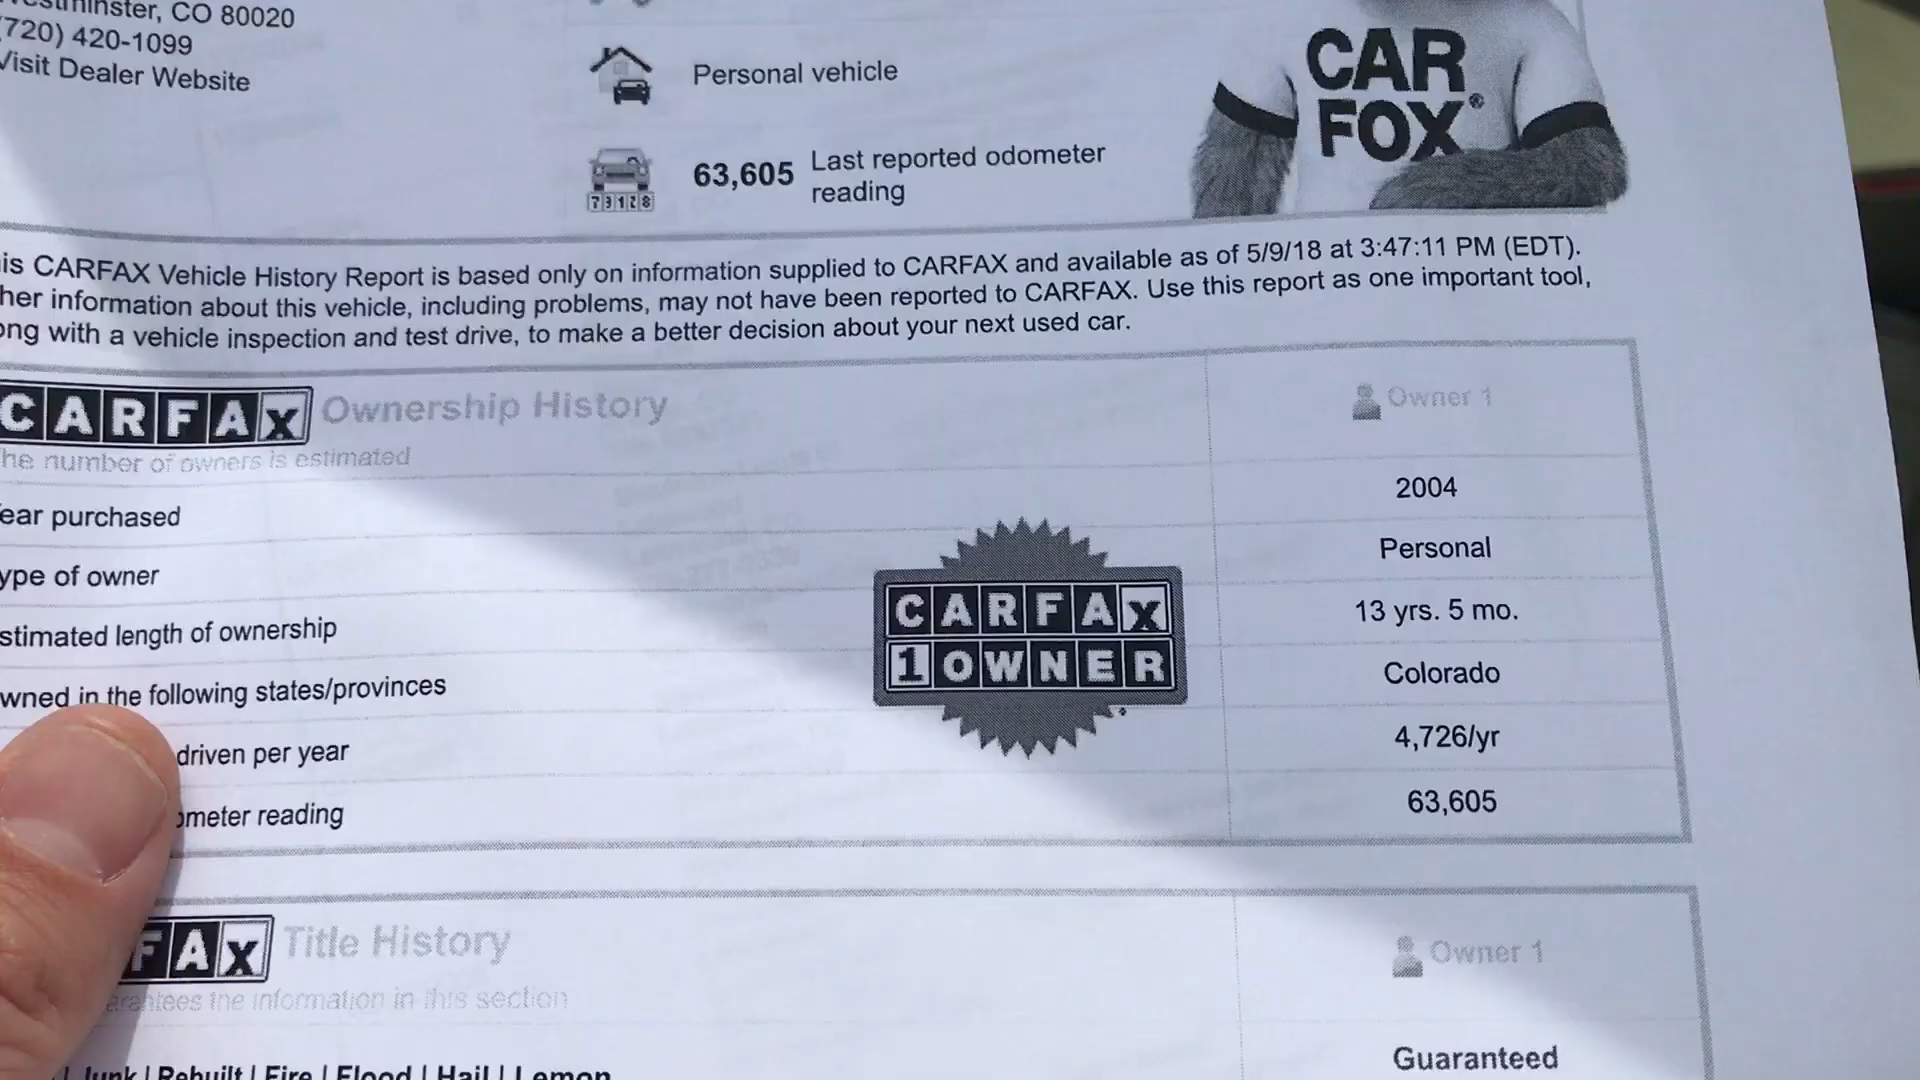 CO 80020
720) 420-1099
Visit Dealer Website
Personal vehicle
63,605 Last reported odometer
reading
73128
CAR
FOX®
is CARFAX Vehicle History Report is based only on information supplied to CARFAX and available as of 5/9/18 at 3:47:11 PM (EDT).
her information about this vehicle, including problems, may not have been reported to CARFAX. Use this report as one important tool,
ong with a vehicle inspection and test drive, to make a better decision about your next used car.
CARFAX Ownership History
he number of owners is estimated
Owner 1
ear purchased
2004
ype of owner
Personal
stimated length of ownership
13 yrs. 5 mo.
wned in the following states/provinces
Colorado
driven per year
4,726/yr
ometer reading
63,605
CARFAX
1 OWNER
FAX Title History
arantees the information in this section
Owner 1
Junk | Rebuilt | Fire | Flood | Hail | Lemon
Guaranteed